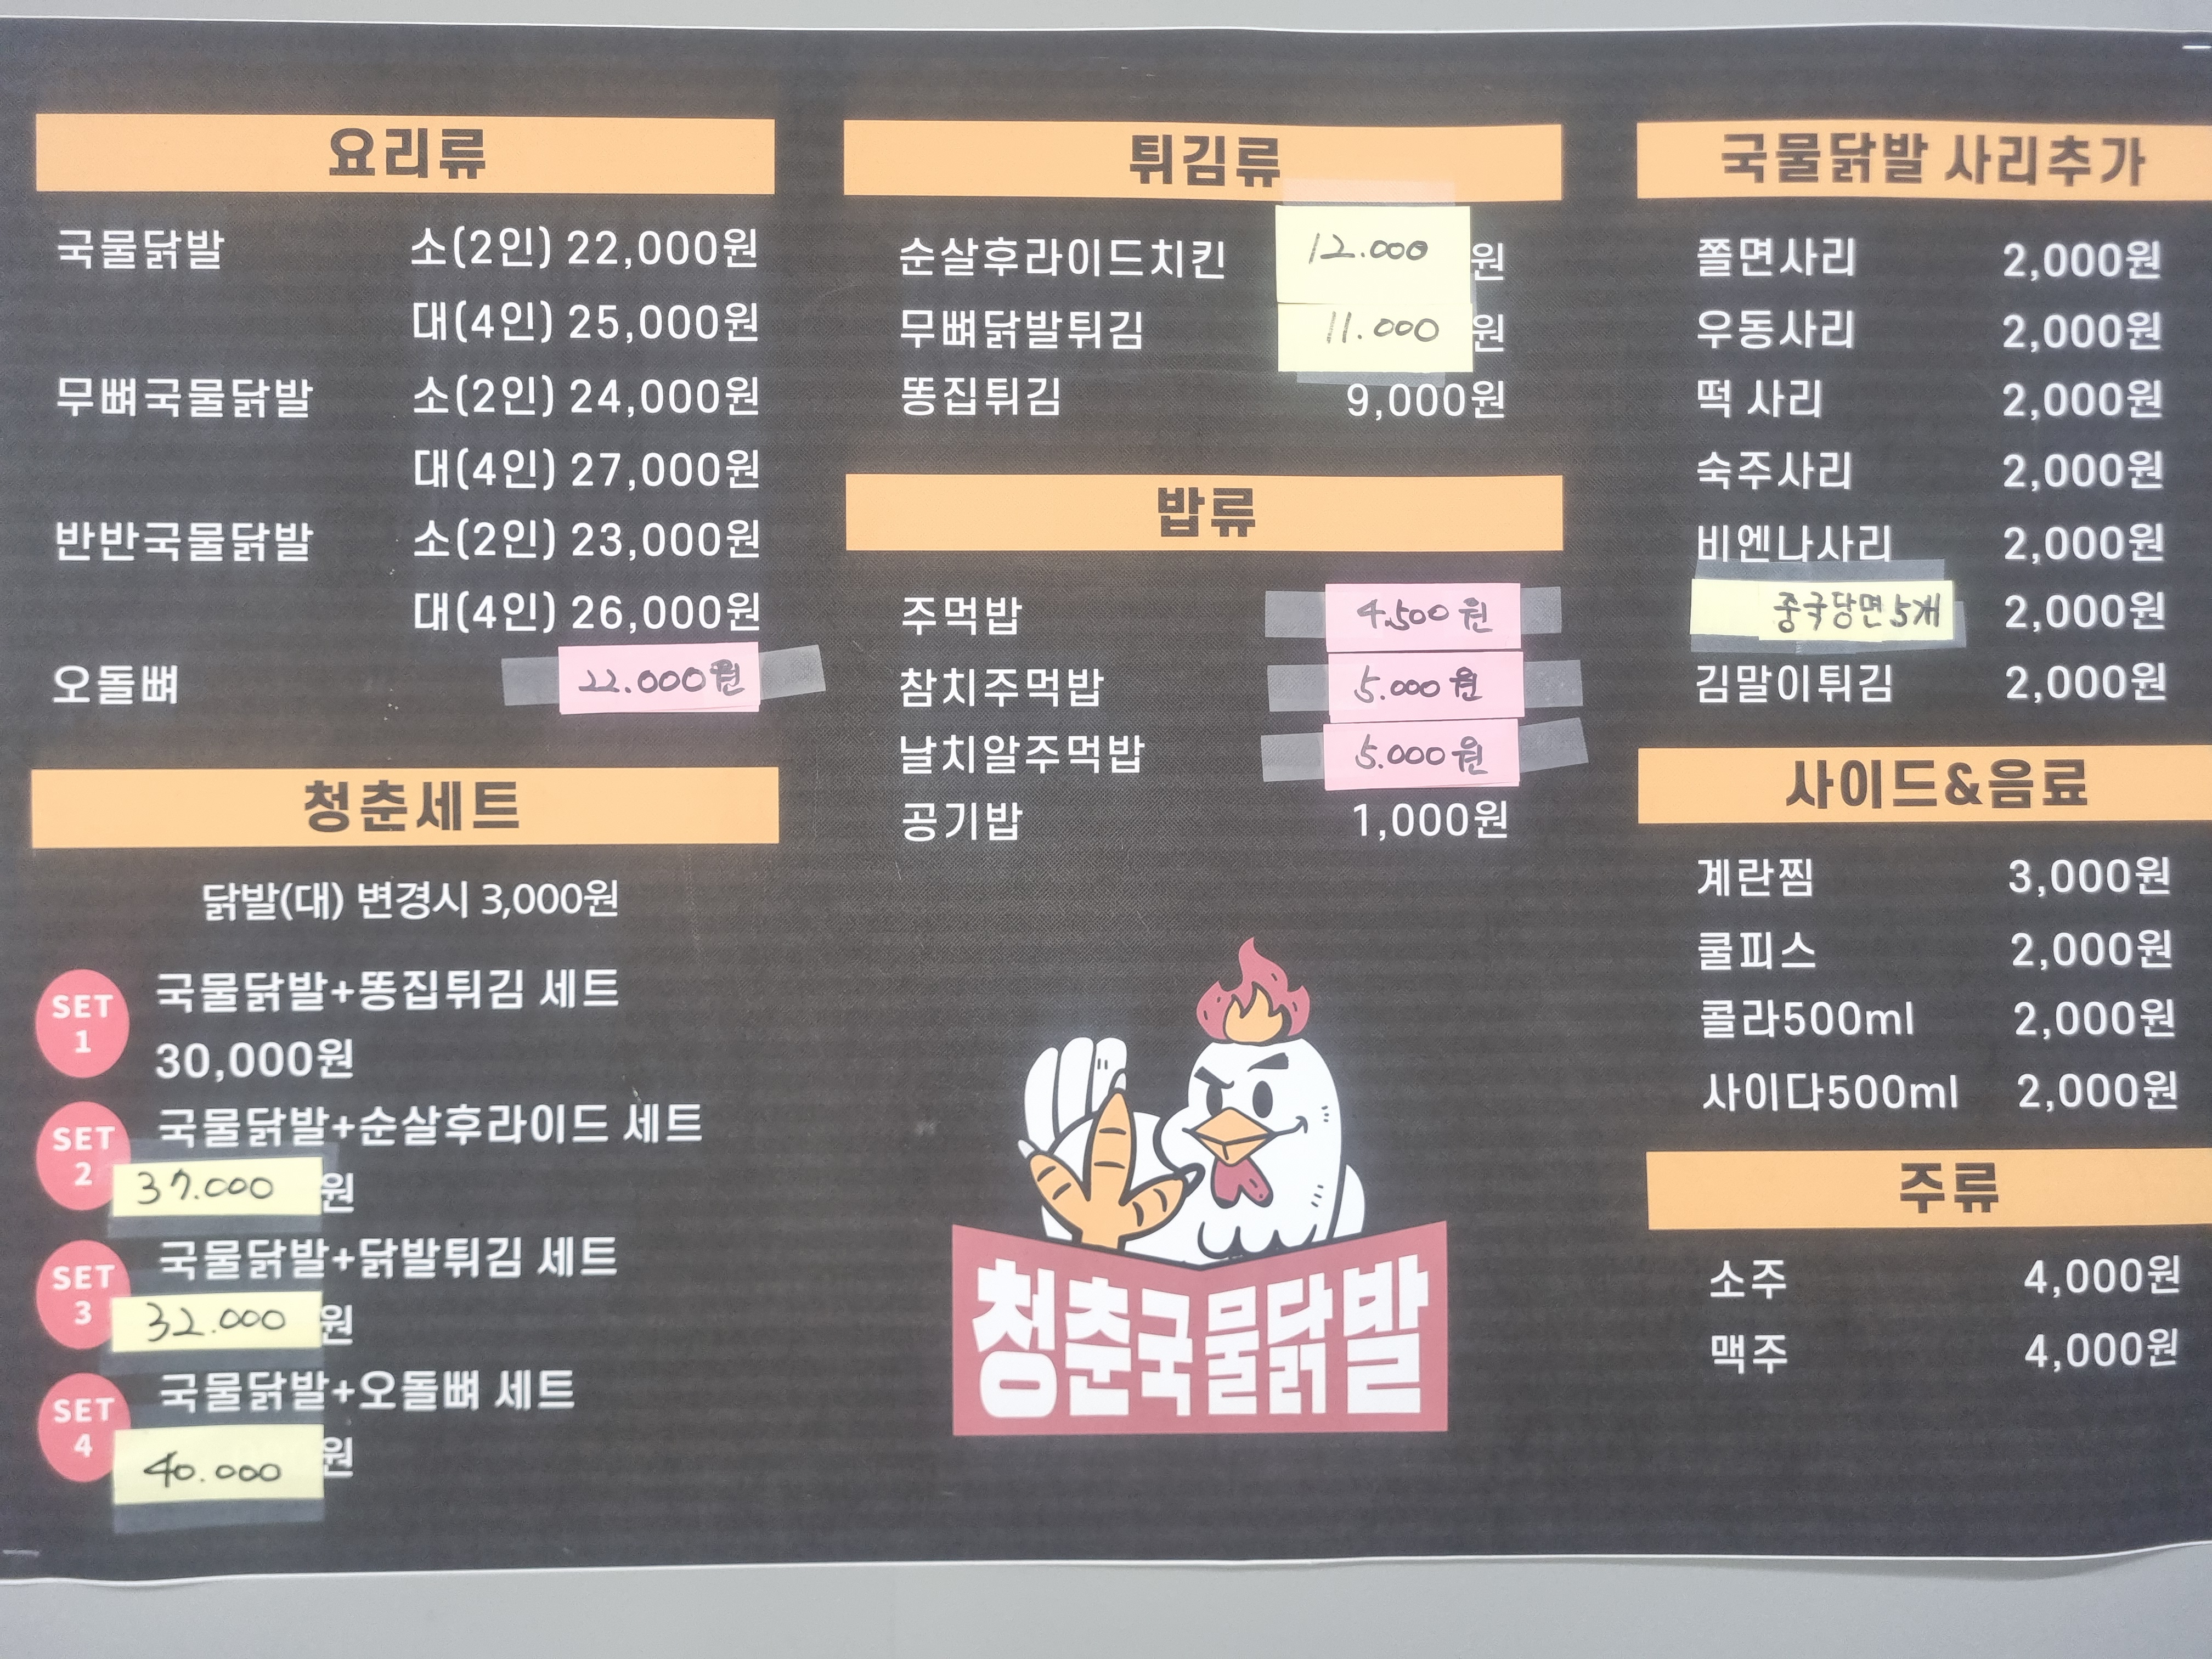 요리류
국물닭발 소(2인) 22,000원
대(4인) 25,000원
무뼈국물닭발 소(2인) 24,000원
대(4인) 27,000원
반반국물닭발 소(2인) 23,000원
대(4인) 26,000원
오돌뼈 22.000원
청춘세트
닭발(대) 변경시 3,000원
SET 1
국물닭발+똥집튀김 세트
30,000원
SET 2
국물닭발+순살후라이드 세트
37.000 원
SET 3
국물닭발+닭발튀김 세트
32.000 원
SET 4
국물닭발+오돌뼈 세트
40.000 원
튀김류
순살후라이드치킨 12.000 원
무뼈닭발튀김 11.000 원
똥집튀김 9,000원
밥류
주먹밥 4.500원
참치주먹밥 5.000원
날치알주먹밥 5.000원
공기밥 1,000원
청춘국물닭발
국물닭발 사리추가
쫄면사리 2,000원
우동사리 2,000원
떡 사리 2,000원
숙주사리 2,000원
비엔나사리 2,000원
중국당면 5개 2,000원
김말이튀김 2,000원
사이드&음료
계란찜 3,000원
쿨피스 2,000원
콜라500ml 2,000원
사이다500ml 2,000원
주류
소주 4,000원
맥주 4,000원